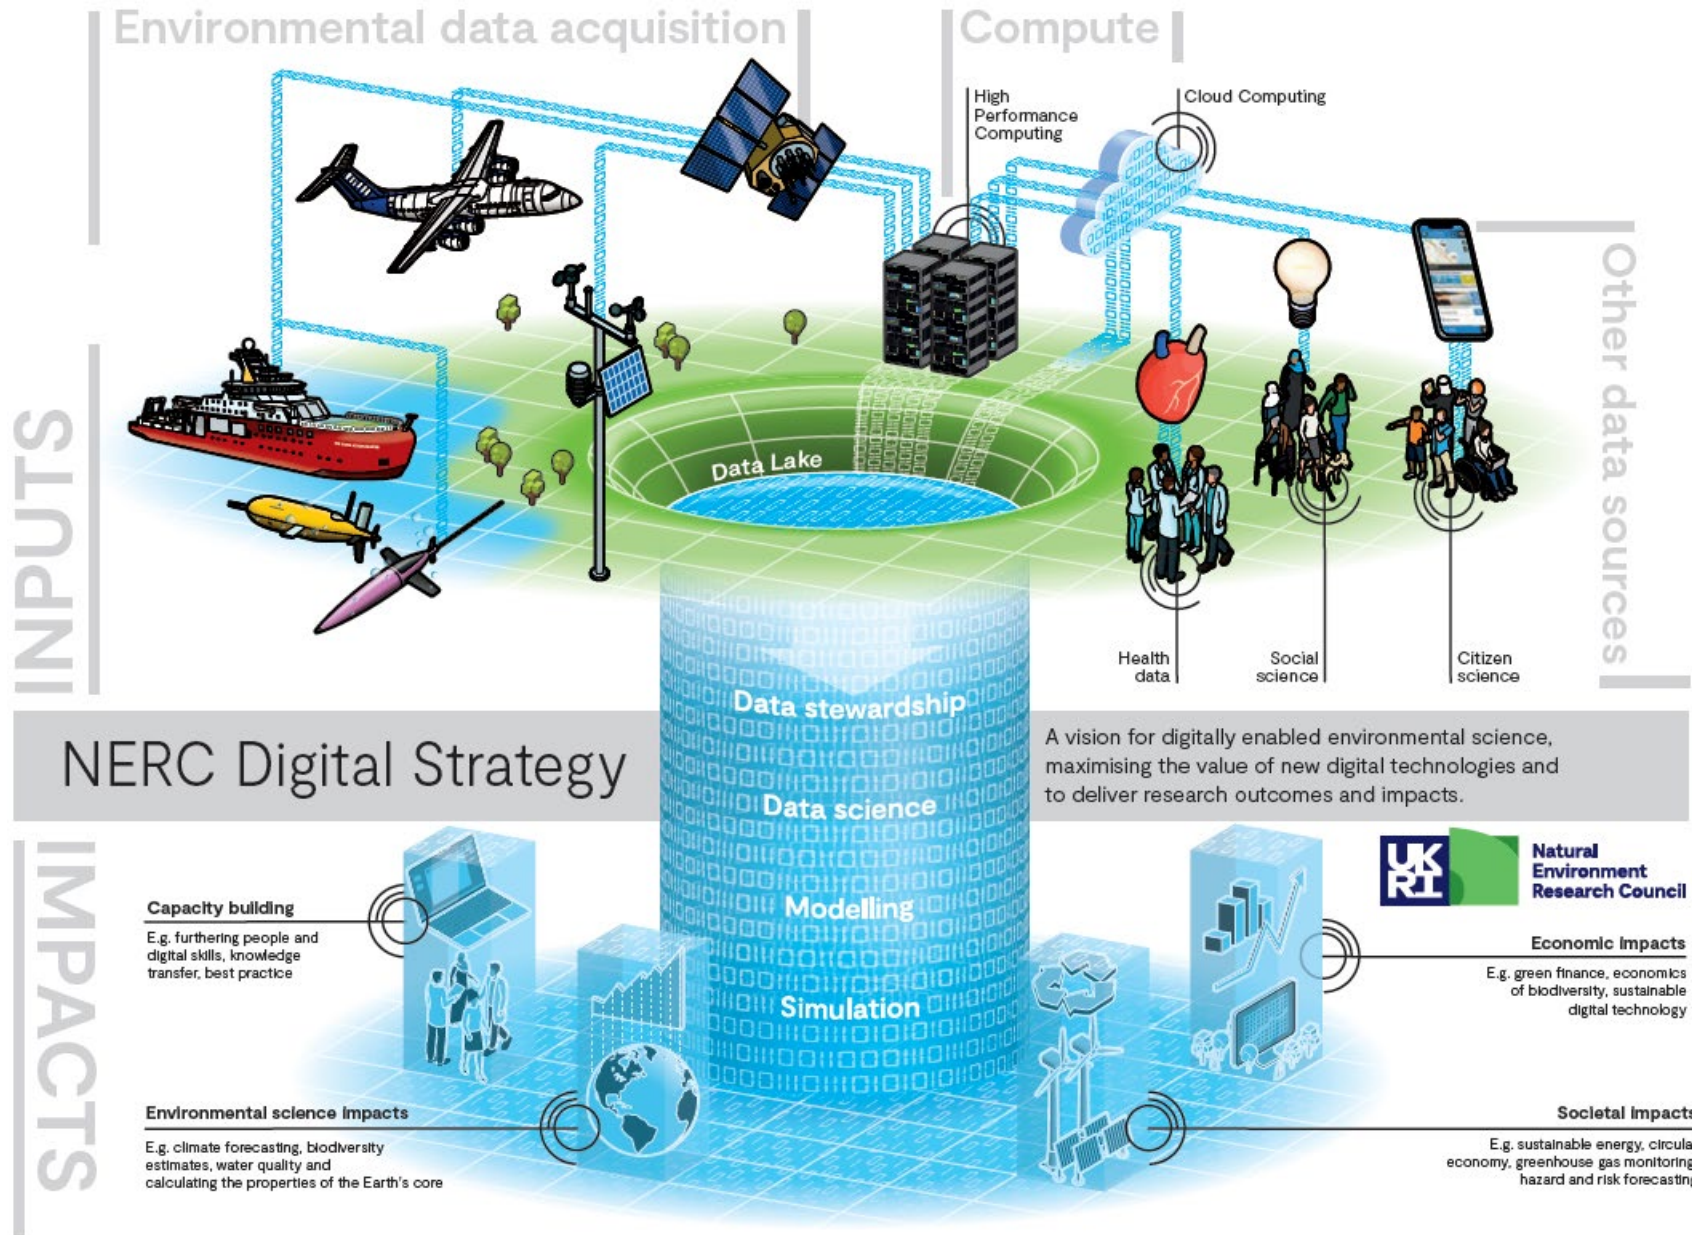 Environmental data acquisition
Compute
High
Performance
Computing
Cloud Computing
Other data sources
INPUTS
Data Lake
Health
data
Social
science
Citizen
science
NERC Digital Strategy
A vision for digitally enabled environmental science,
maximising the value of new digital technologies and
to deliver research outcomes and impacts.
Data stewardship
Data science
Modelling
Simulation
IMPACTS
Capacity building
E.g. furthering people and
digital skills, knowledge
transfer, best practice
Environmental science impacts
E.g. climate forecasting, biodiversity
estimates, water quality and
calculating the properties of the Earth's core
UK
RI
Natural
Environment
Research Council
Economic impacts
E.g. green finance, economics
of biodiversity, sustainable
digital technology
Societal impacts
E.g. sustainable energy, circula
economy, greenhouse gas monitoring
hazard and risk forecasting